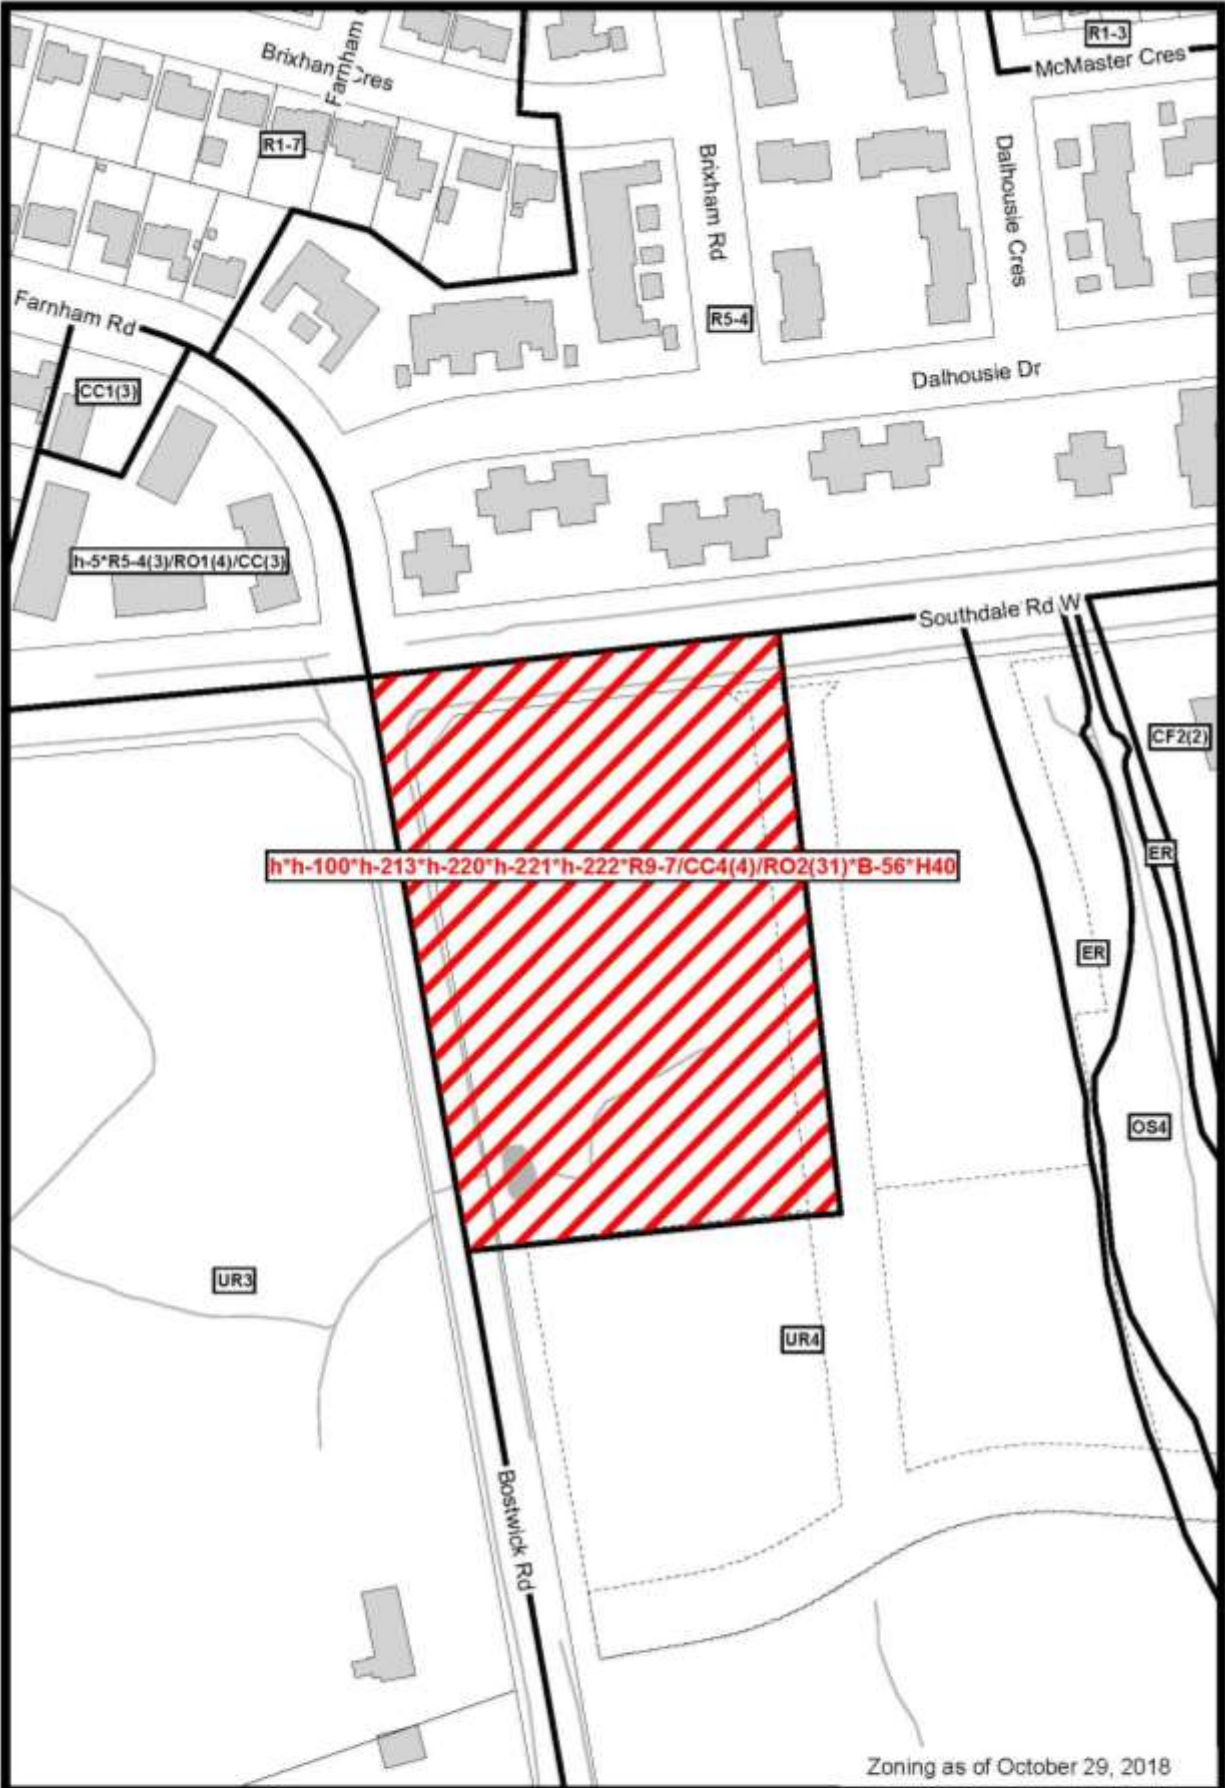 R1-3
McMaster Cres
Brixham Cres
Farnham
R1-7
Brixham Rd
Dalhousie Cres
Farnham Rd
R5-4
CC1(3)
Dalhousie Dr
h-5*R5-4(3)/RO1(4)/CC(3)
Southdale Rd W
CF2(2)
h*h-100*h-213*h-220*h-221*h-222*R9-7/CC4(4)/RO2(31)*B-56*H40
ER
ER
OS4
UR3
UR4
Bostwick Rd
Zoning as of October 29, 2018